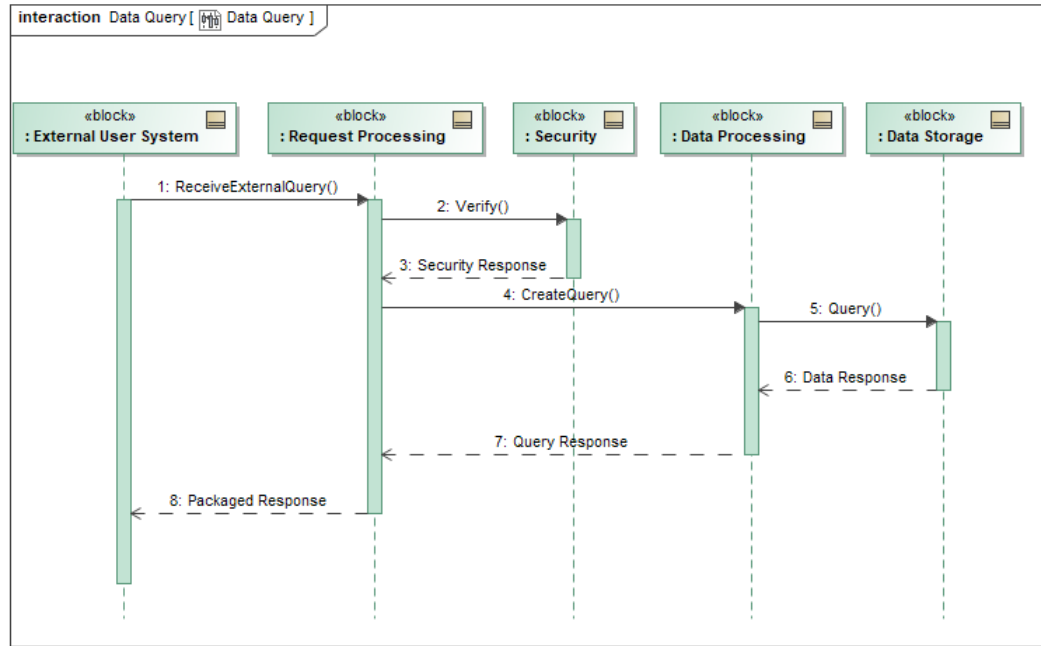 interaction Data Query [ Data Query ]
«block»
: External User System
«block»
: Request Processing
«block»
: Security
«block»
: Data Processing
«block»
: Data Storage
1: ReceiveExternalQuery()
2: Verify()
3: Security Response
4: CreateQuery()
5: Query()
6: Data Response
7: Query Response
8: Packaged Response